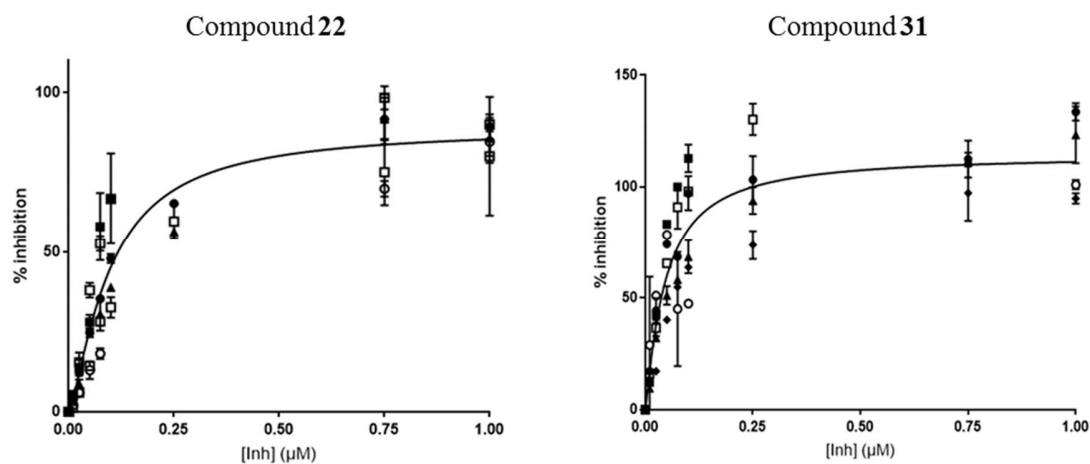 Compound 22
% inhibition
100
50
0
0.00 0.25 0.50 0.75 1.00
[Inh] (µM)
Compound 31
% inhibition
150
100
50
0
0.00 0.25 0.50 0.75 1.00
[Inh] (µM)